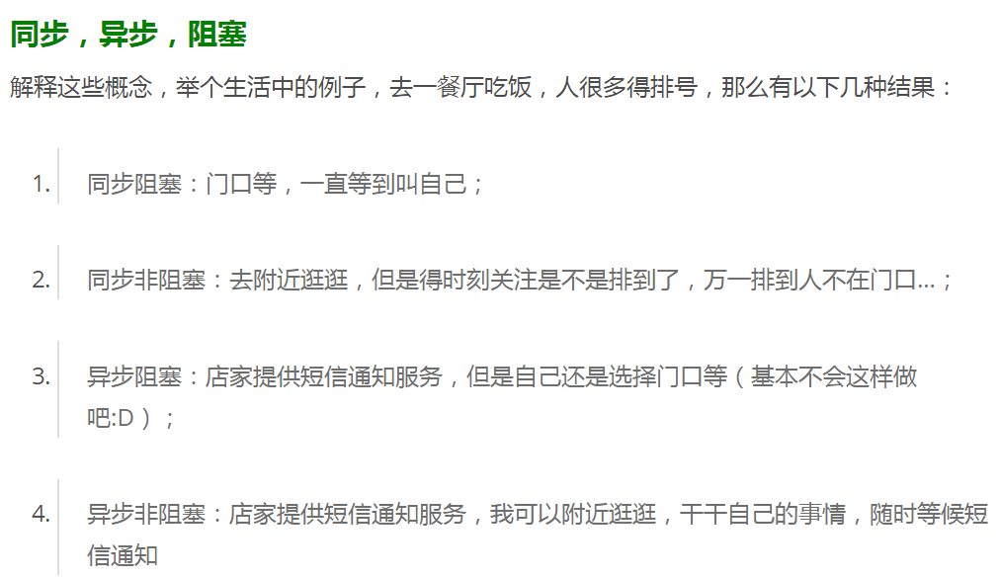 同步，异步，阻塞
解释这些概念，举个生活中的例子，去一餐厅吃饭，人很多得排号，那么有以下几种结果：
1. 同步阻塞：门口等，一直等到叫自己；
2. 同步非阻塞：去附近逛逛，但是得时刻关注是不是排到了，万一排到人不在门口...；
3. 异步阻塞：店家提供短信通知服务，但是自己还是选择门口等（基本不会这样做
吧:D）；
4. 异步非阻塞：店家提供短信通知服务，我可以附近逛逛，干干自己的事情，随时等候短
信通知